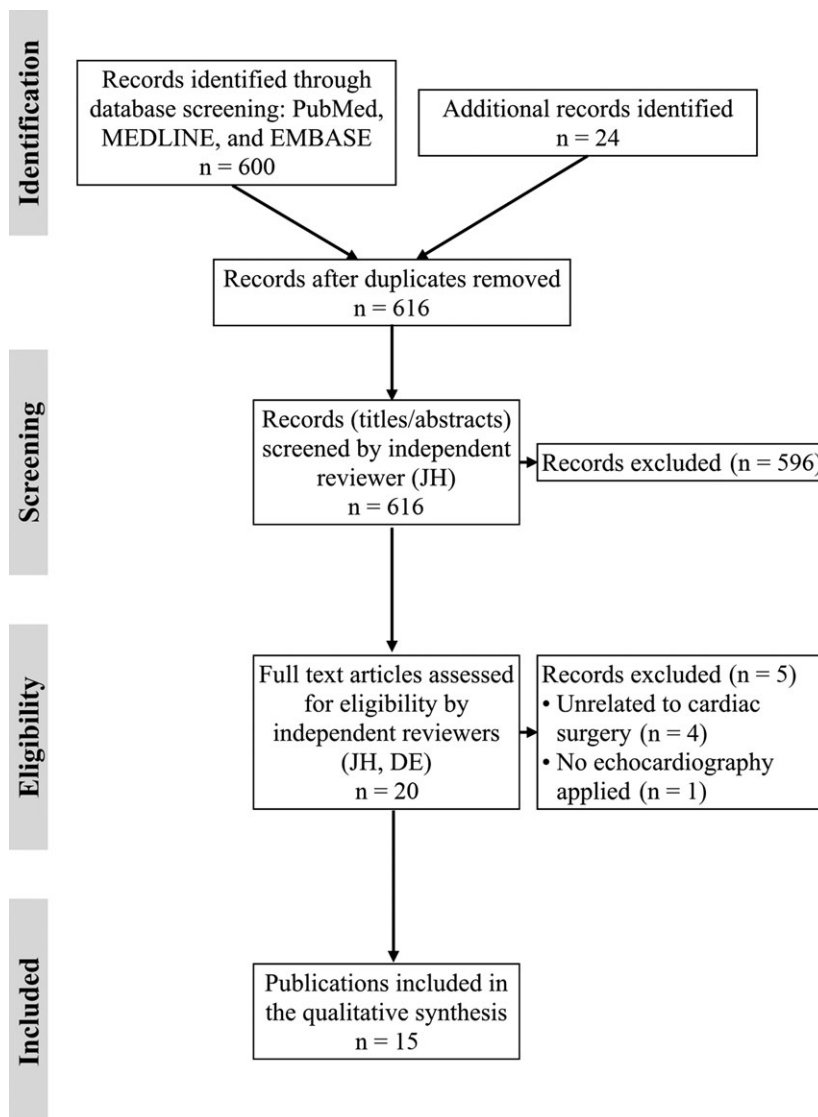 Identification
Records identified through
database screening: PubMed,
MEDLINE, and EMBASE
n = 600
Additional records identified
n = 24
Records after duplicates removed
n = 616
Screening
Records (titles/abstracts)
screened by independent
reviewer (JH)
n = 616
Records excluded (n = 596)
Eligibility
Full text articles assessed
for eligibility by
independent reviewers
(JH, DE)
n = 20
Records excluded (n = 5)
• Unrelated to cardiac
surgery (n = 4)
• No echocardiography
applied (n = 1)
Included
Publications included in
the qualitative synthesis
n = 15